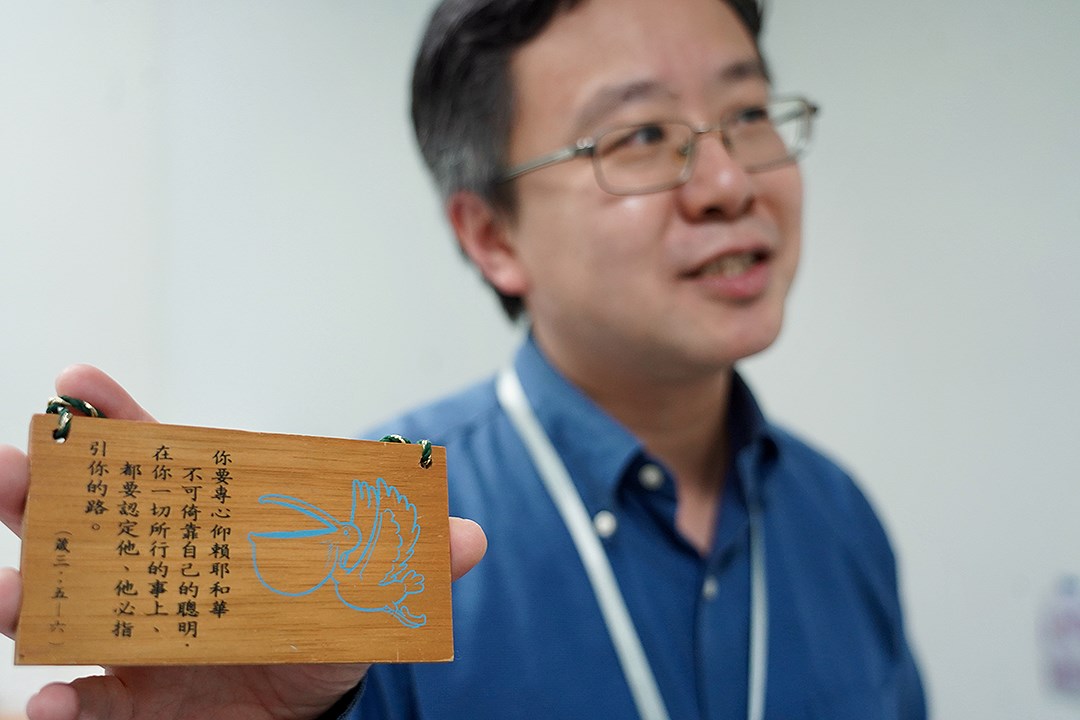 你要專心仰賴耶和華
不可倚靠自己的聰明．
在你一切所行的事上、
都要認定他、他必指
引你的路。
（箴三．五—六）